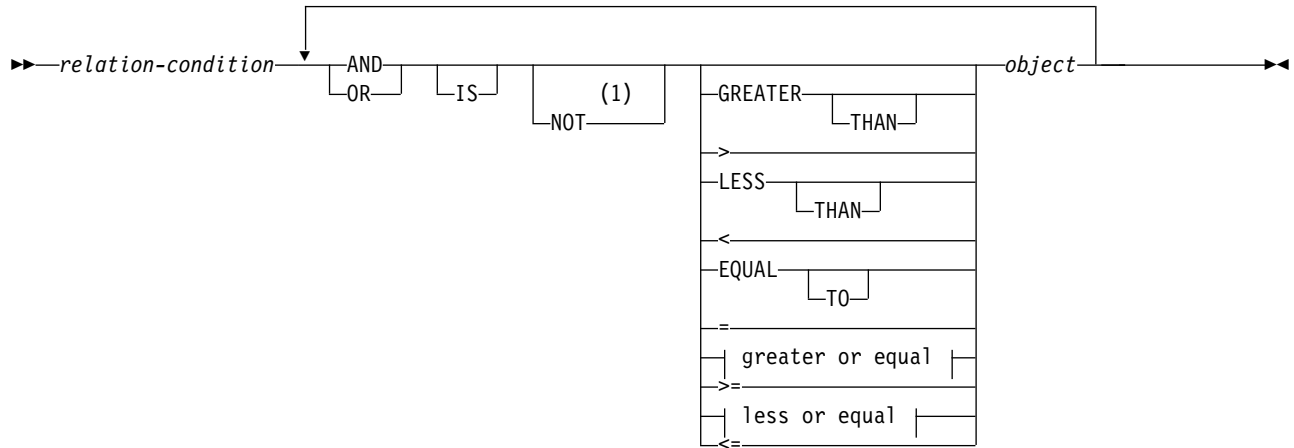 relation-condition AND object
OR IS (1) GREATER
NOT THAN
>
LESS
THAN
<
EQUAL
TO
=
greater or equal
>=
less or equal
<=